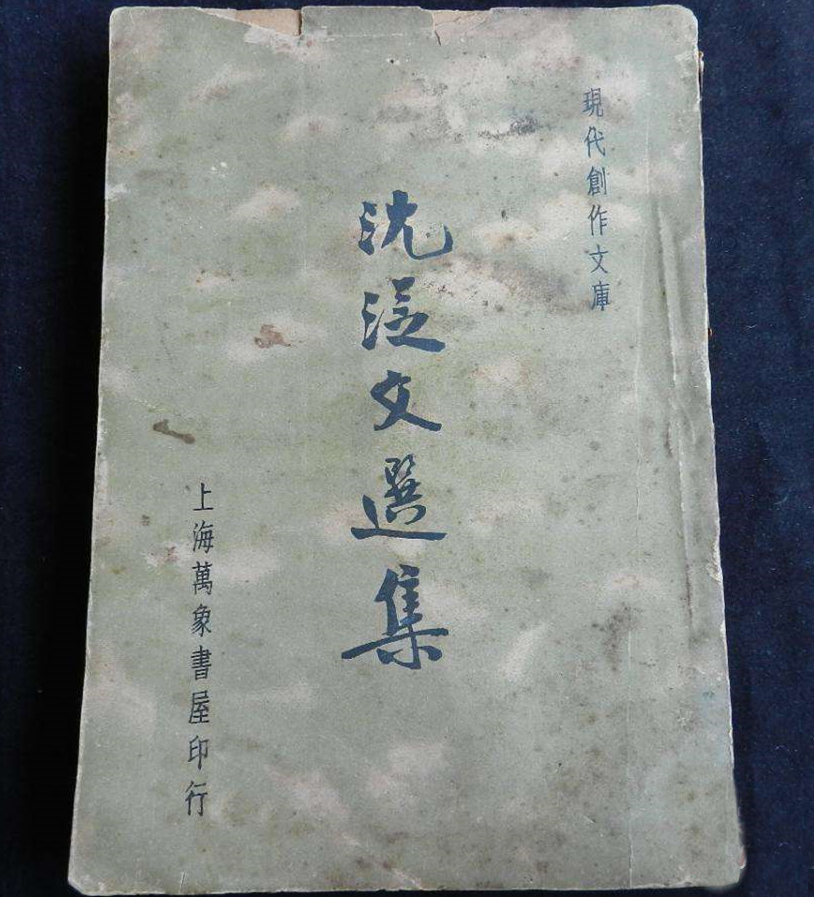 現代創作文庫
沈從文選集
上海萬象書屋印行